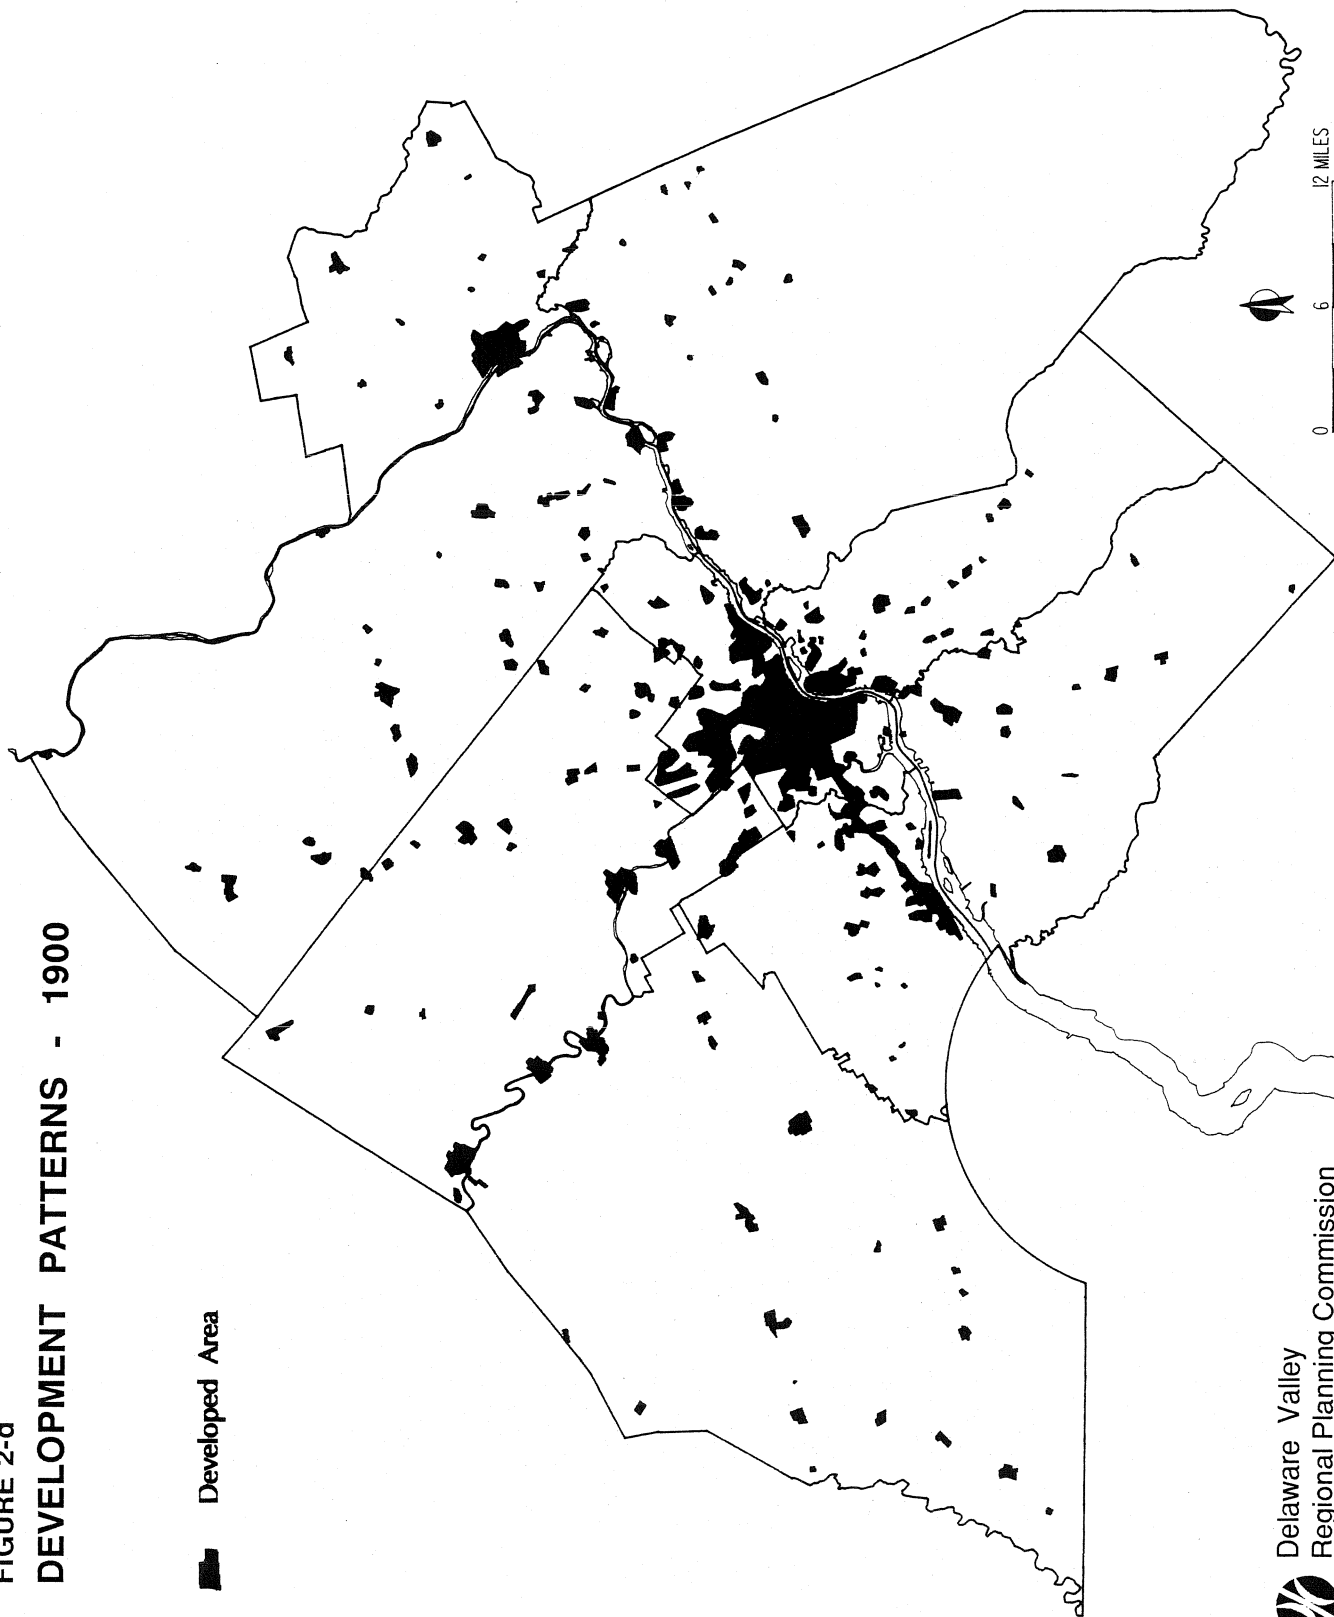 FIGURE 2-d
DEVELOPMENT PATTERNS - 1900
Developed Area
Delaware Valley
Regional Planning Commission
0 6 12 MILES